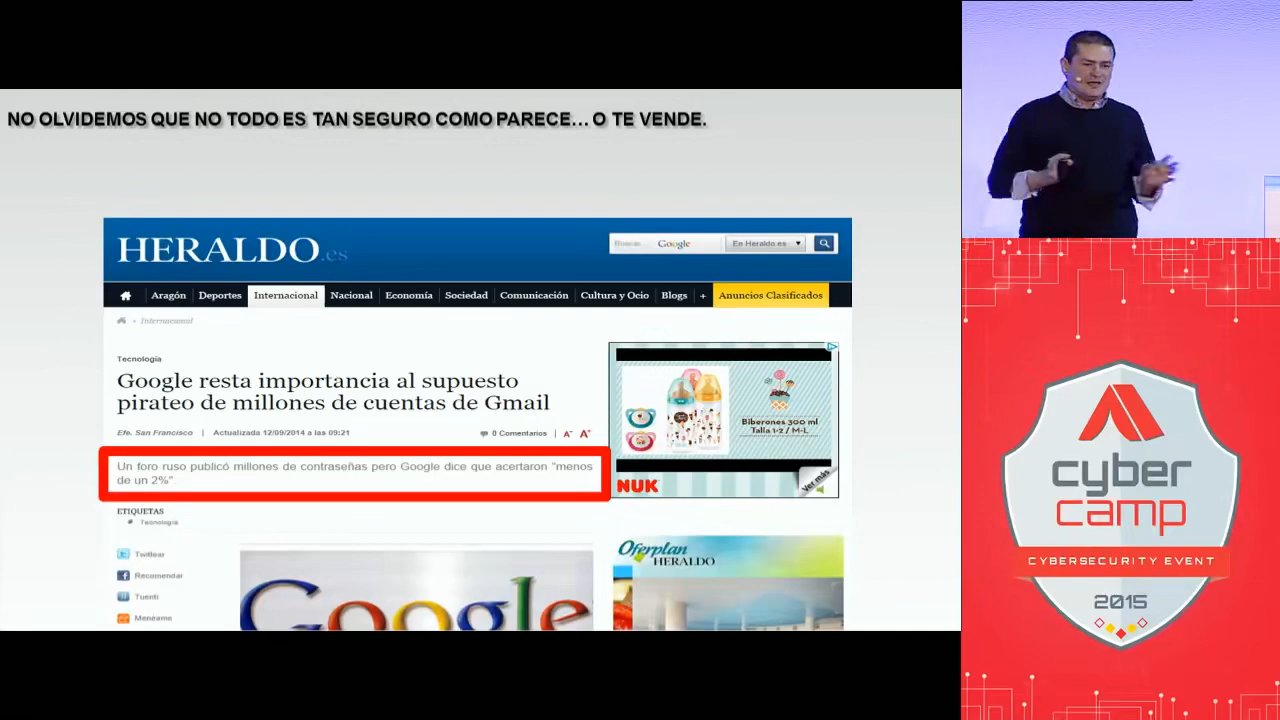 NO OLVIDEMOS QUE NO TODO ES TAN SEGURO COMO PARECE… O TE VENDE.
HERALDO.es
Buscar... Google En Heraldo.es
Aragón Deportes Internacional Nacional Economía Sociedad Comunicación Cultura y Ocio Blogs + Anuncios Clasificados
Internacional
Tecnología
Google resta importancia al supuesto
pirateo de millones de cuentas de Gmail
Efe. San Francisco | Actualizada 12/09/2014 a las 09:21
0 Comentarios | A- A+
Un foro ruso publicó millones de contraseñas pero Google dice que acertaron "menos
de un 2%"
ETIQUETAS
Tecnología
Twittear
Recomendar
Tuenti
Menéame
Google
Biberones 300 ml
Talla 1-2 / M-L
Ver más
NUK
Oferplan
HERALDO
cyber
camp
CYBERSECURITY EVENT
2015